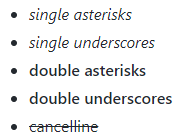 single asterisks
single underscores
double asterisks
double underscores
cancelline